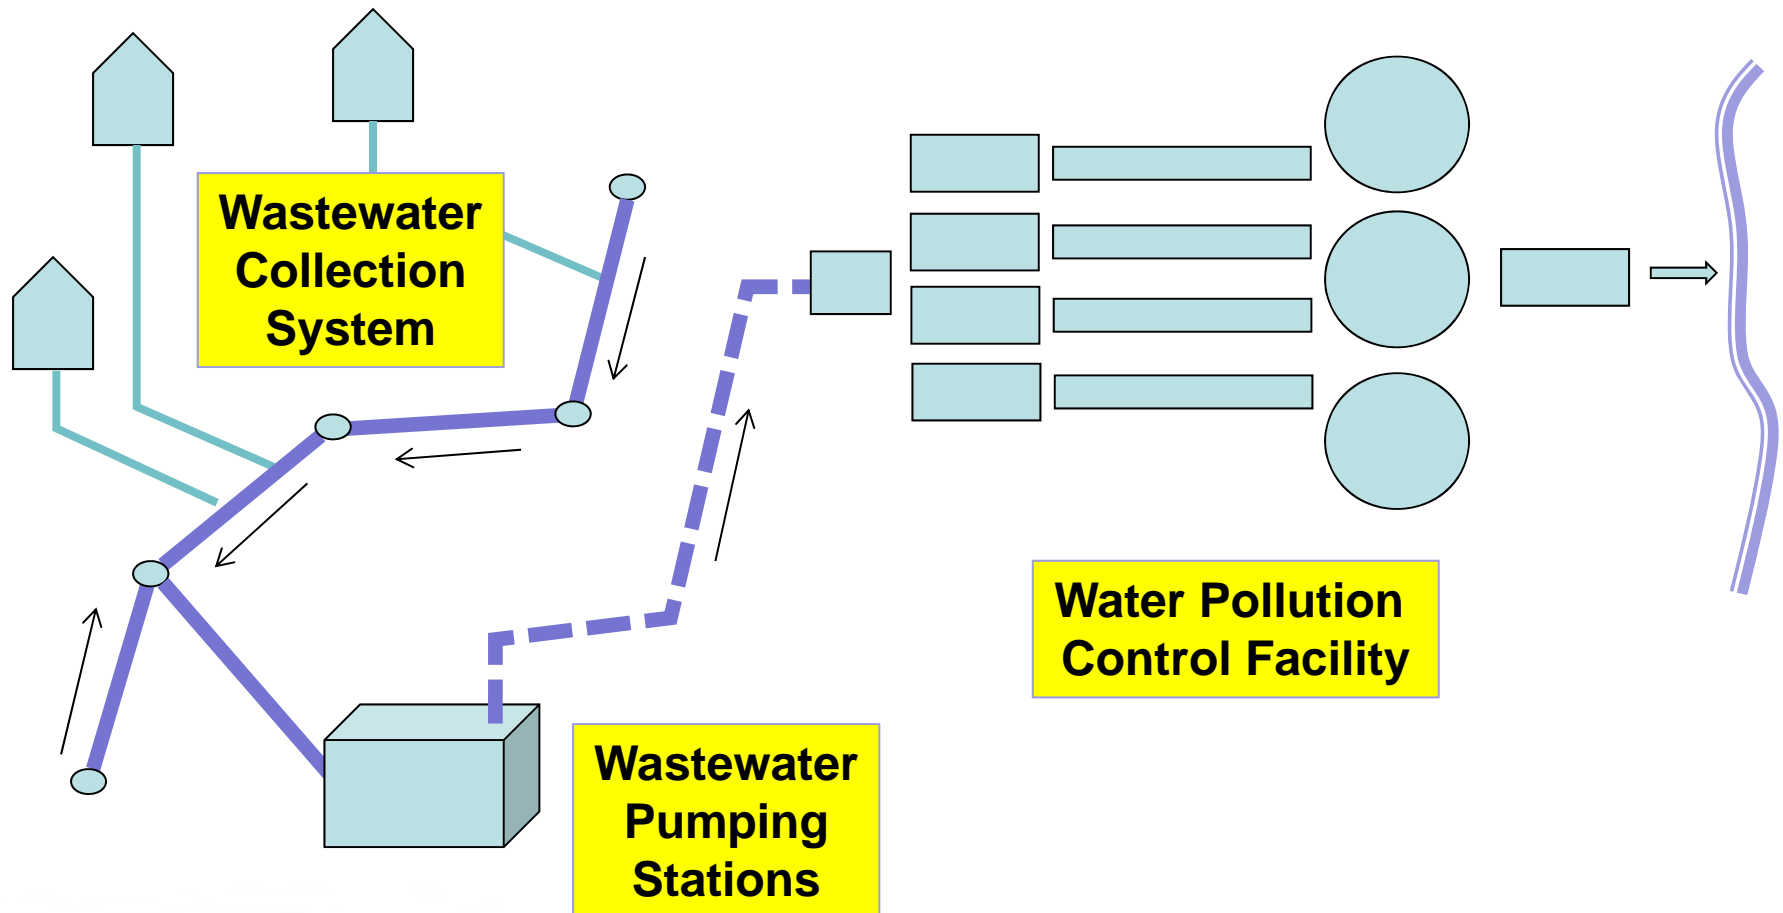 Wastewater
Collection
System
Water Pollution
Control Facility
Wastewater
Pumping
Stations